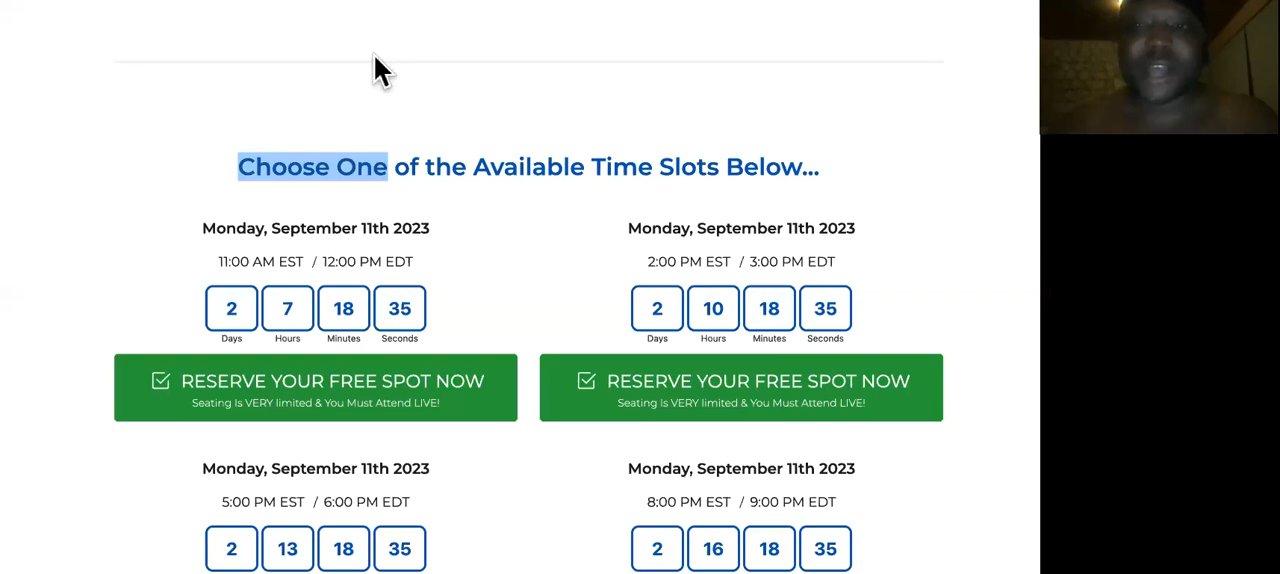 Choose One of the Available Time Slots Below...
Monday, September 11th 2023
11:00 AM EST / 12:00 PM EDT
2 7 18 35
Days Hours Minutes Seconds
RESERVE YOUR FREE SPOT NOW
Seating Is VERY limited & You Must Attend LIVE!
Monday, September 11th 2023
2:00 PM EST / 3:00 PM EDT
2 10 18 35
Days Hours Minutes Seconds
RESERVE YOUR FREE SPOT NOW
Seating Is VERY limited & You Must Attend LIVE!
Monday, September 11th 2023
5:00 PM EST / 6:00 PM EDT
2 13 18 35
Monday, September 11th 2023
8:00 PM EST / 9:00 PM EDT
2 16 18 35